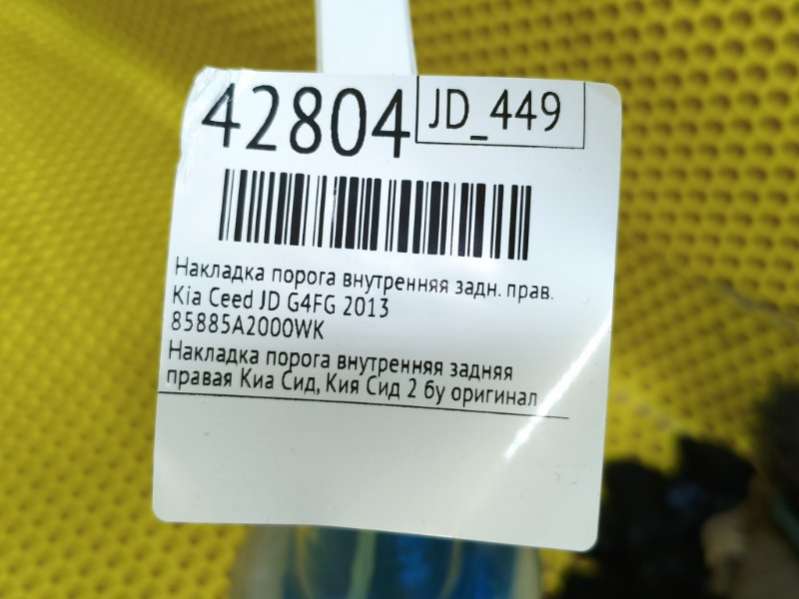 42804
JD_449
Накладка порога внутренняя задн. прав.
Kia Ceed JD G4FG 2013
85885A2000WK
Накладка порога внутренняя задняя
правая Киа Сид, Кия Сид 2 бу оригинал